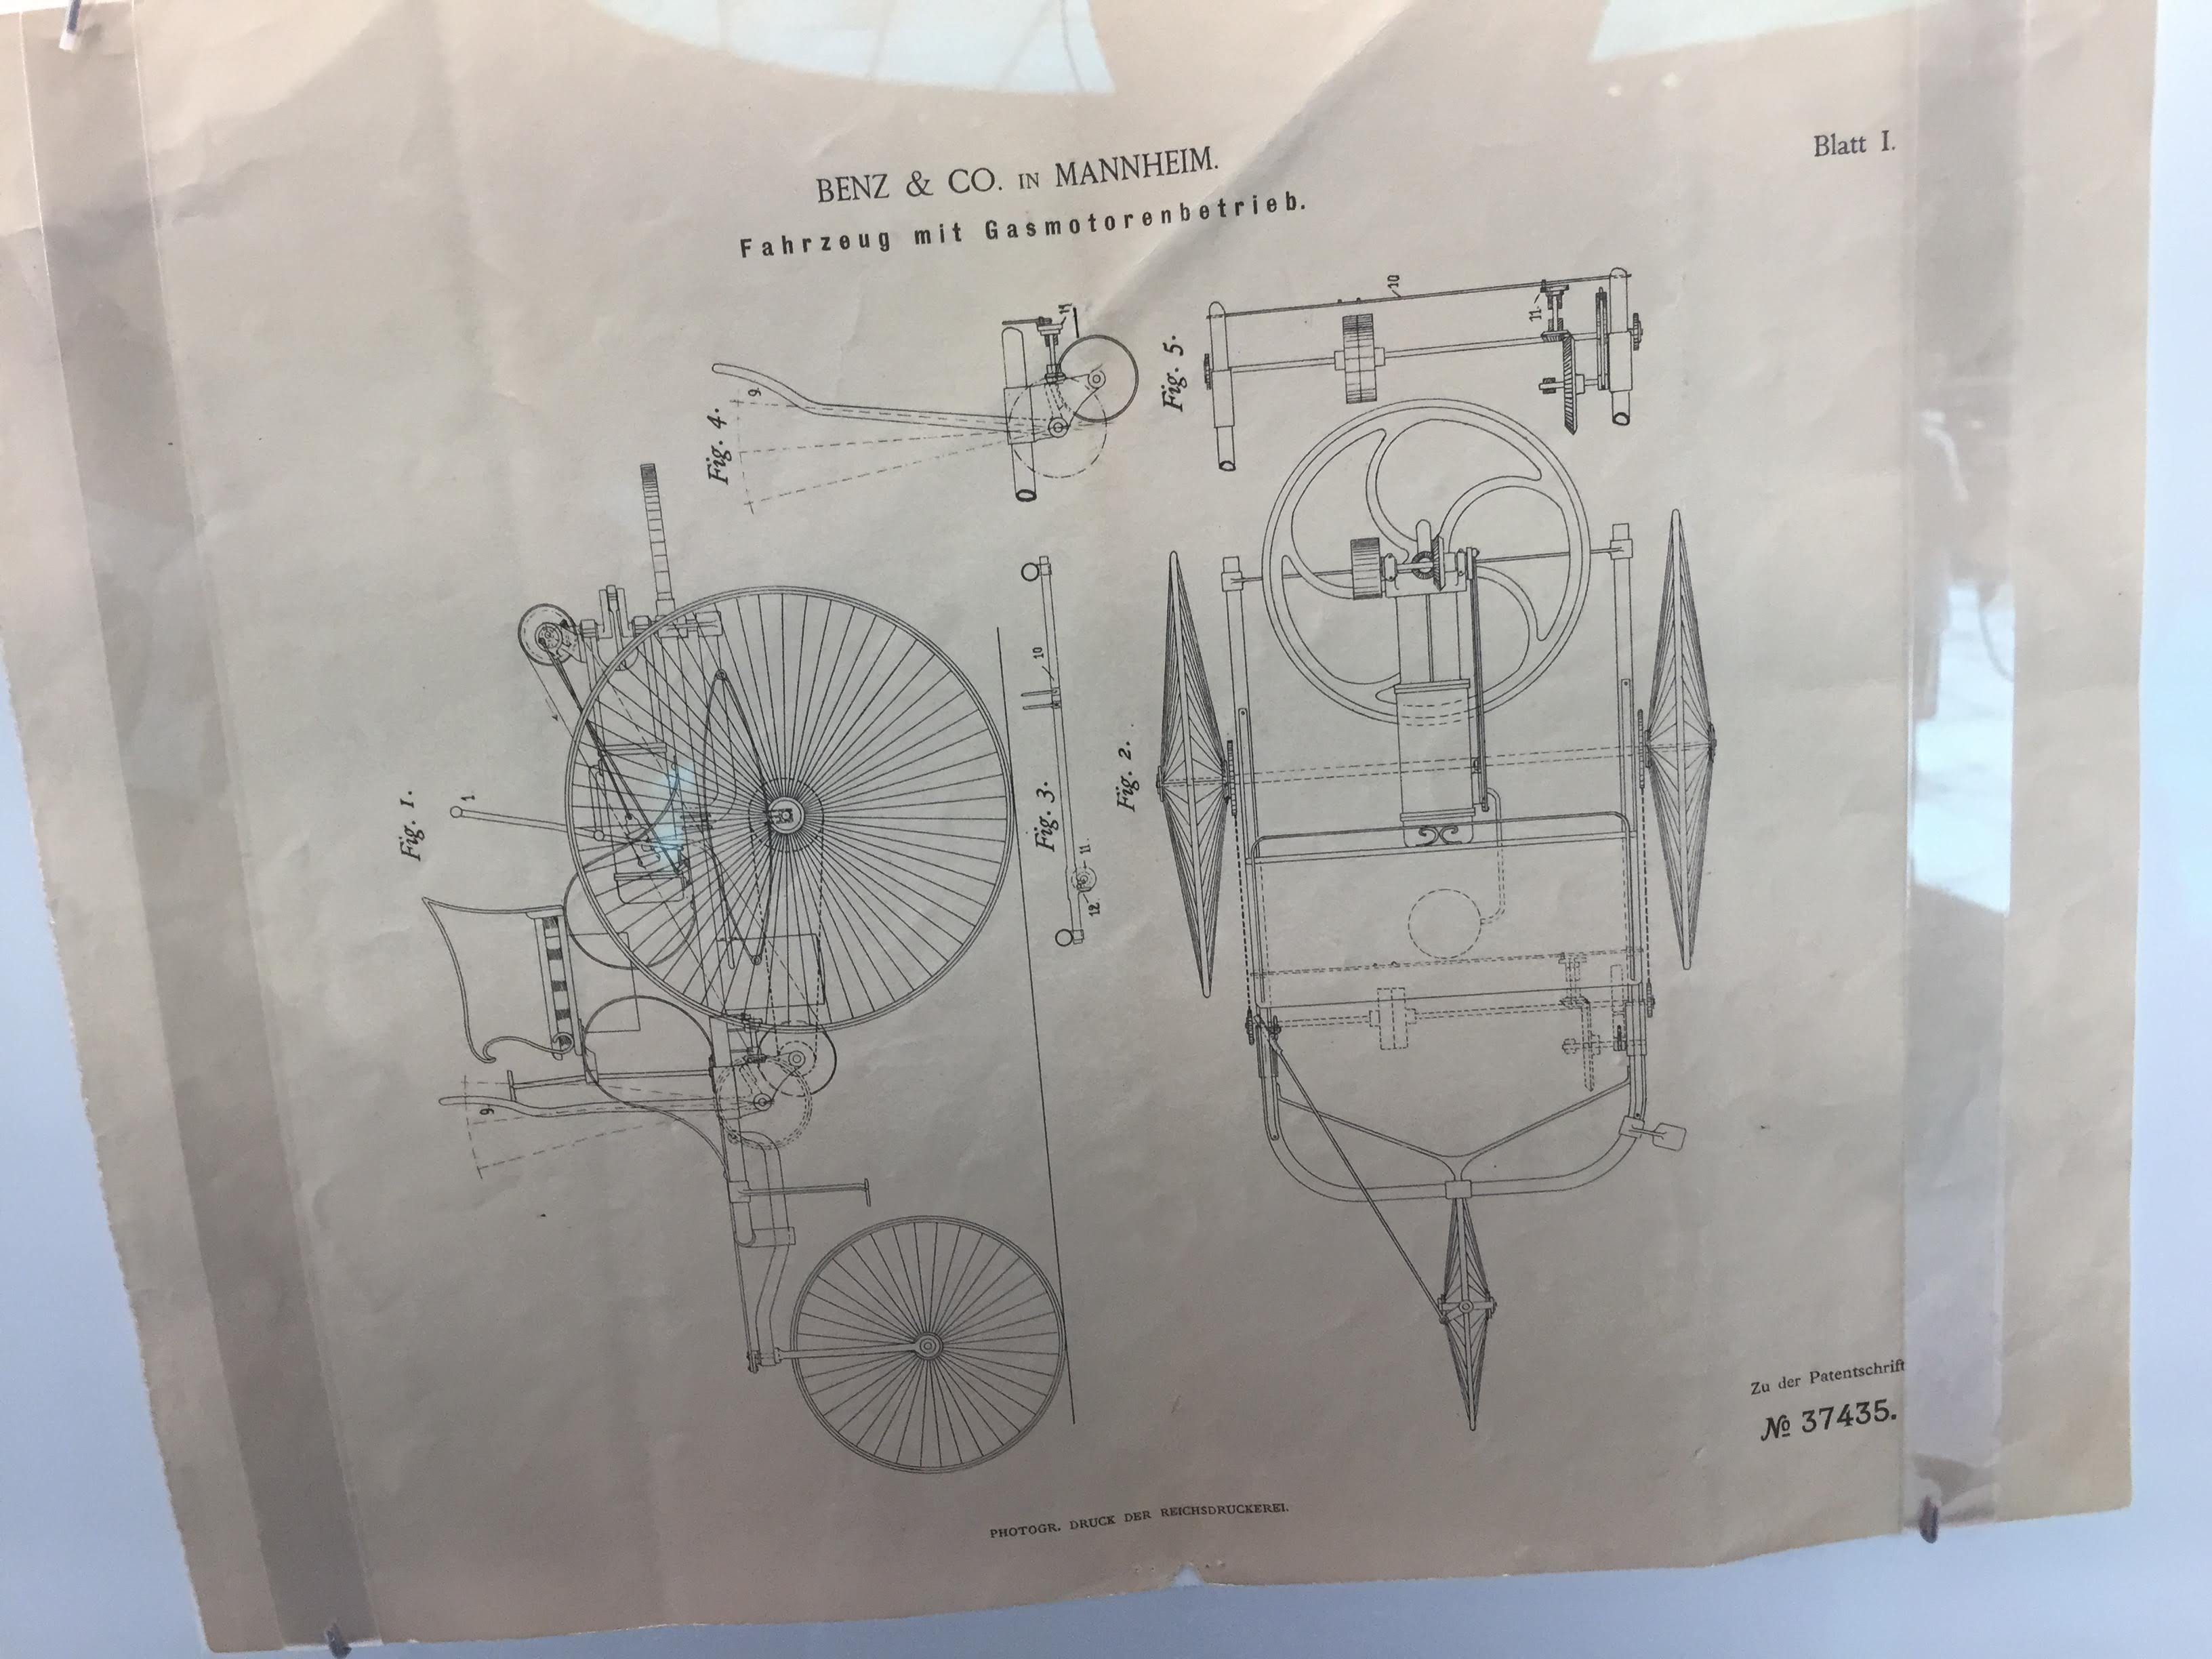 Blatt I.
BENZ & CO. IN MANNHEIM.
Fahrzeug mit Gasmotorenbetrieb.
Fig. 1.
1
9
Fig. 4.
9
11
Fig. 5.
10
11
Fig. 3.
10
11
12
Fig. 2.
Zu der Patentschrift
№ 37435.
PHOTOGR. DRUCK DER REICHSDRUCKEREI.